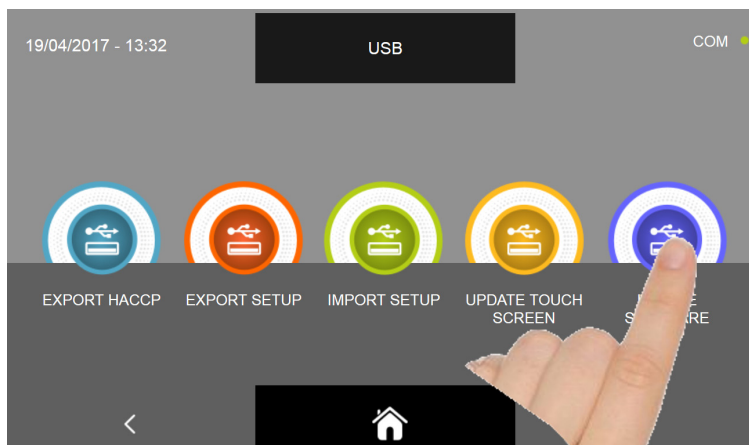 19/04/2017 - 13:32
USB
COM
EXPORT HACCP
EXPORT SETUP
IMPORT SETUP
UPDATE TOUCH
SCREEN